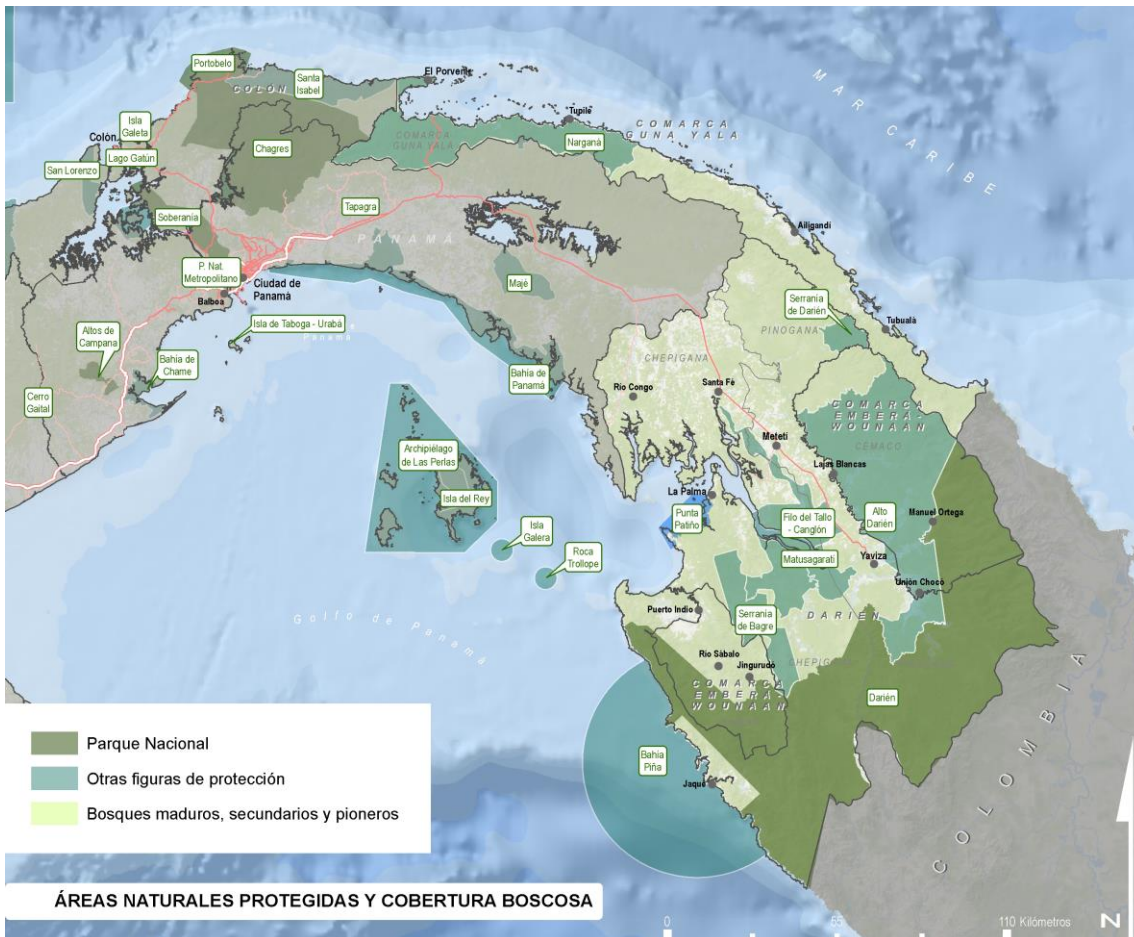 Portobelo
COLÓN
Santa
Isabel
El Porvenir
MAR CARIBE
Isla
Galeta
Colón
Lago Gatún
San Lorenzo
Chagres
COMARCA
GUNA YALA
Tupile
Narganá
COMARCA
GUNA YALA
Soberanía
Tapagra
PANAMÁ
Ailigandi
P. Nat.
Metropolitano
Ciudad de
Panamá
Balboa
Majé
Serranía
de Darién
PINOGANA
Tubualá
Isla de Taboga - Urabá
Panamá
Altos de
Campana
Bahía de
Chame
Bahía de
Panamá
CHEPIGANA
Río Congo
Santa Fé
Cerro
Gaital
COMARCA
EMBERÁ-
WOUNAAN
CÉMACO
Archipiélago
de Las Perlas
Isla del Rey
Metetí
Lajas Blancas
La Palma
Punta
Patiño
Filo del Tallo
- Canglón
Alto
Darién
Manuel Ortega
Isla
Galera
Roca
Trollope
Matusagaratí
Yaviza
Unión Chocó
Golfo de Panamá
Puerto Indio
Serranía
de Bagre
DARIÉN
Río Sábalo
Jingurudó
CHEPIGANA
COMARCA
EMBERÁ-
WOUNAAN
Darién
COLOMBIA
Bahía
Piña
Jaqué
Parque Nacional
Otras figuras de protección
Bosques maduros, secundarios y pioneros
ÁREAS NATURALES PROTEGIDAS Y COBERTURA BOSCOSA
0 55 110 Kilómetros
N